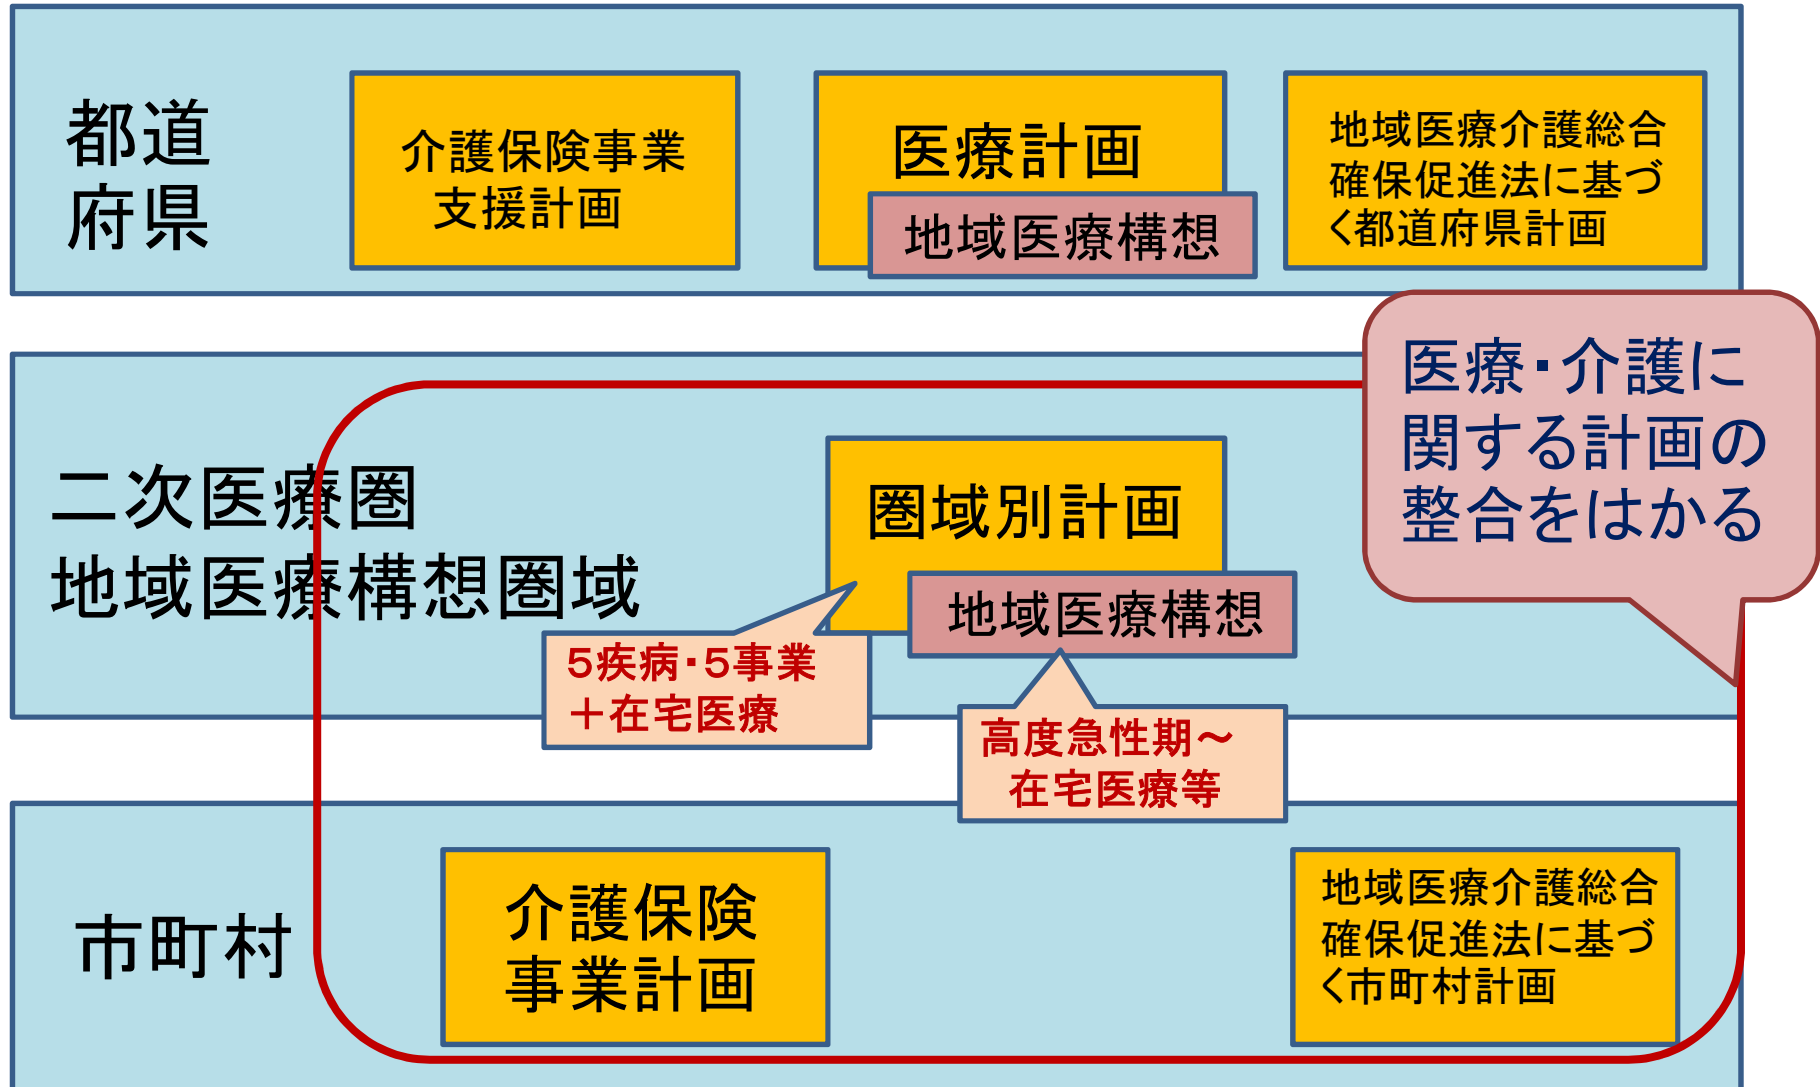 都道
府県
介護保険事業
支援計画
医療計画
地域医療構想
地域医療介護総合
確保促進法に基づ
く都道府県計画
医療・介護に
関する計画の
整合をはかる
二次医療圏
地域医療構想圏域
圏域別計画
地域医療構想
５疾病・５事業
＋在宅医療
高度急性期～
在宅医療等
市町村
介護保険
事業計画
地域医療介護総合
確保促進法に基づ
く市町村計画